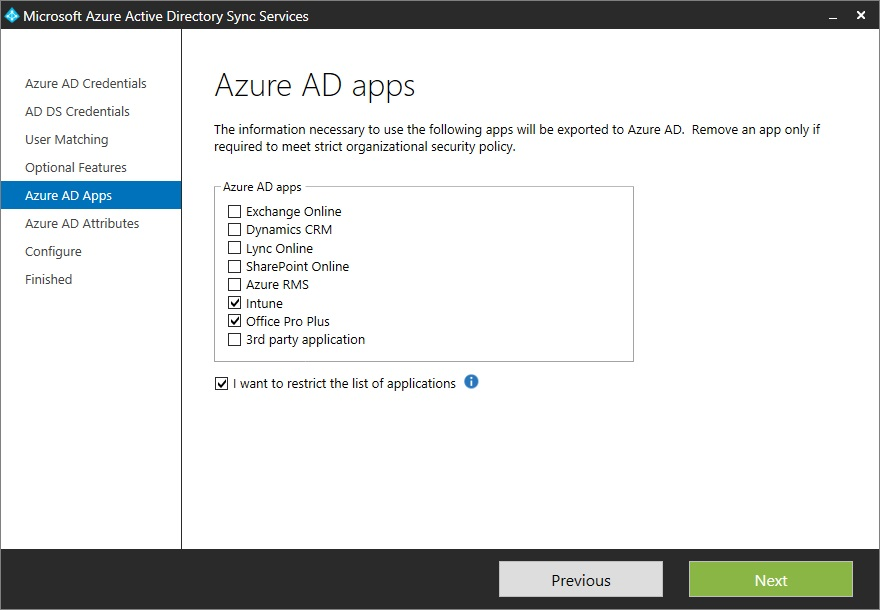 Microsoft Azure Active Directory Sync Services
Azure AD Credentials
AD DS Credentials
User Matching
Optional Features
Azure AD Apps
Azure AD Attributes
Configure
Finished
Azure AD apps
The information necessary to use the following apps will be exported to Azure AD.  Remove an app only if
required to meet strict organizational security policy.
Azure AD apps
Exchange Online
Dynamics CRM
Lync Online
SharePoint Online
Azure RMS
Intune
Office Pro Plus
3rd party application
I want to restrict the list of applications
Previous
Next